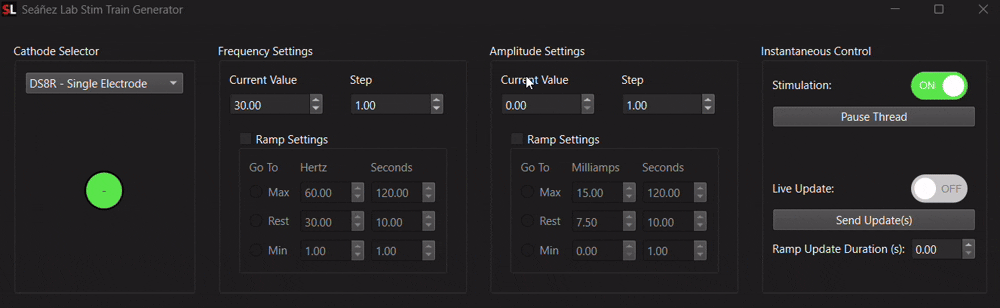 SL Seáñez Lab Stim Train Generator
Cathode Selector
DS8R - Single Electrode
-
Frequency Settings
Current Value Step
30.00 1.00
Ramp Settings
Go To Hertz Seconds
Max 60.00 120.00
Rest 30.00 10.00
Min 1.00 1.00
Amplitude Settings
Current Value Step
0.00 1.00
Ramp Settings
Go To Milliamps Seconds
Max 15.00 120.00
Rest 7.50 10.00
Min 0.00 1.00
Instantaneous Control
Stimulation: ON
Pause Thread
Live Update: OFF
Send Update(s)
Ramp Update Duration (s): 0.00